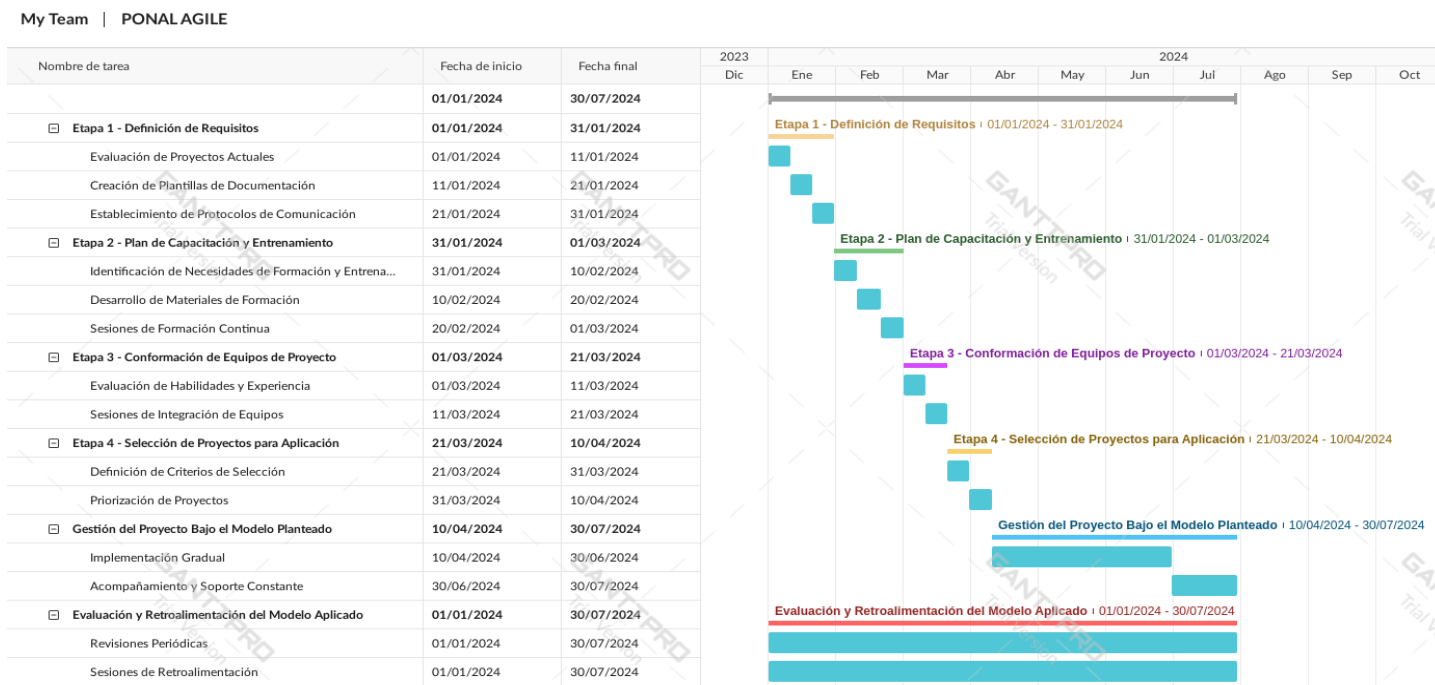 My Team | PONAL AGILE
Nombre de tarea Fecha de inicio Fecha final 2023 2024
Dic Ene Feb Mar Abr May Jun Jul Ago Sep Oct
01/01/2024 30/07/2024
Etapa 1 - Definición de Requisitos 01/01/2024 31/01/2024 Etapa 1 - Definición de Requisitos 01/01/2024 - 31/01/2024
Evaluación de Proyectos Actuales 01/01/2024 11/01/2024
Creación de Plantillas de Documentación 11/01/2024 21/01/2024
Establecimiento de Protocolos de Comunicación 21/01/2024 31/01/2024
Etapa 2 - Plan de Capacitación y Entrenamiento 31/01/2024 01/03/2024 Etapa 2 - Plan de Capacitación y Entrenamiento 31/01/2024 - 01/03/2024
Identificación de Necesidades de Formación y Entrena... 31/01/2024 10/02/2024
Desarrollo de Materiales de Formación 10/02/2024 20/02/2024
Sesiones de Formación Continua 20/02/2024 01/03/2024
Etapa 3 - Conformación de Equipos de Proyecto 01/03/2024 21/03/2024 Etapa 3 - Conformación de Equipos de Proyecto 01/03/2024 - 21/03/2024
Evaluación de Habilidades y Experiencia 01/03/2024 11/03/2024
Sesiones de Integración de Equipos 11/03/2024 21/03/2024
Etapa 4 - Selección de Proyectos para Aplicación 21/03/2024 10/04/2024 Etapa 4 - Selección de Proyectos para Aplicación 21/03/2024 - 10/04/2024
Definición de Criterios de Selección 21/03/2024 31/03/2024
Priorización de Proyectos 31/03/2024 10/04/2024
Gestión del Proyecto Bajo el Modelo Planteado 10/04/2024 30/07/2024 Gestión del Proyecto Bajo el Modelo Planteado 10/04/2024 - 30/07/2024
Implementación Gradual 10/04/2024 30/06/2024
Acompañamiento y Soporte Constante 30/06/2024 30/07/2024
Evaluación y Retroalimentación del Modelo Aplicado 01/01/2024 30/07/2024 Evaluación y Retroalimentación del Modelo Aplicado 01/01/2024 - 30/07/2024
Revisiones Periódicas 01/01/2024 30/07/2024
Sesiones de Retroalimentación 01/01/2024 30/07/2024
GANTTPRO
Trial Version